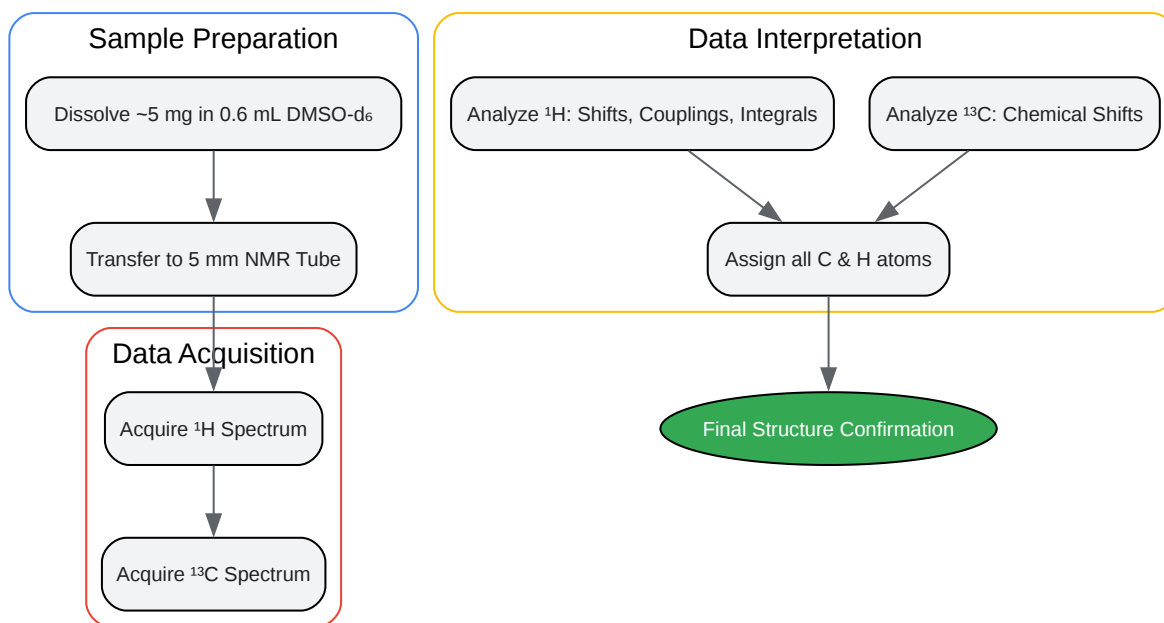 Sample Preparation
Dissolve ~5 mg in 0.6 mL DMSO-d₆
Transfer to 5 mm NMR Tube
Data Acquisition
Acquire ¹H Spectrum
Acquire ¹³C Spectrum
Data Interpretation
Analyze ¹H: Shifts, Couplings, Integrals
Analyze ¹³C: Chemical Shifts
Assign all C & H atoms
Final Structure Confirmation